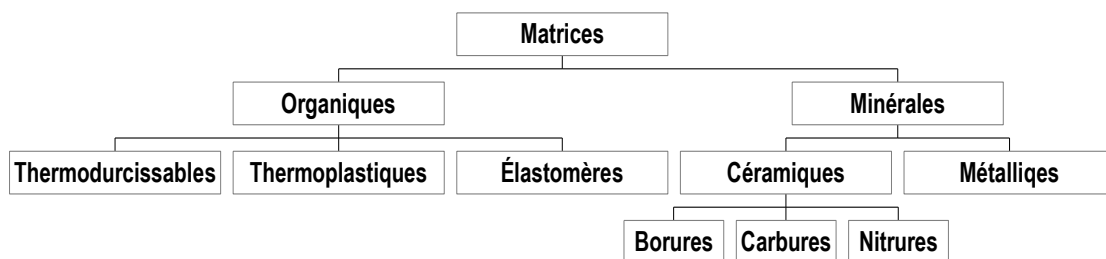 Matrices
Organiques
Minérales
Thermodurcissables
Thermoplastiques
Élastomères
Céramiques
Métalliqes
Borures
Carbures
Nitrures